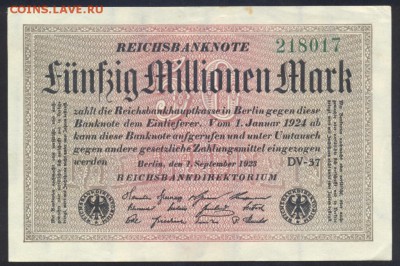 COINS.ЛАВЕ.RU
REICHSBANKNOTE
218017
50
Fünfzig Millionen Mark
zahlt die Reichsbankhauptkasse in Berlin gegen diese
Banknote dem Einlieferer. Vom 1. Januar 1924 ab
kann diese Banknote aufgerufen und unter Umtausch
gegen andere gesetzliche Zahlungsmittel eingezogen
werden
Berlin, den 1. September 1923
DV-37
REICHSBANKDIREKTORIUM